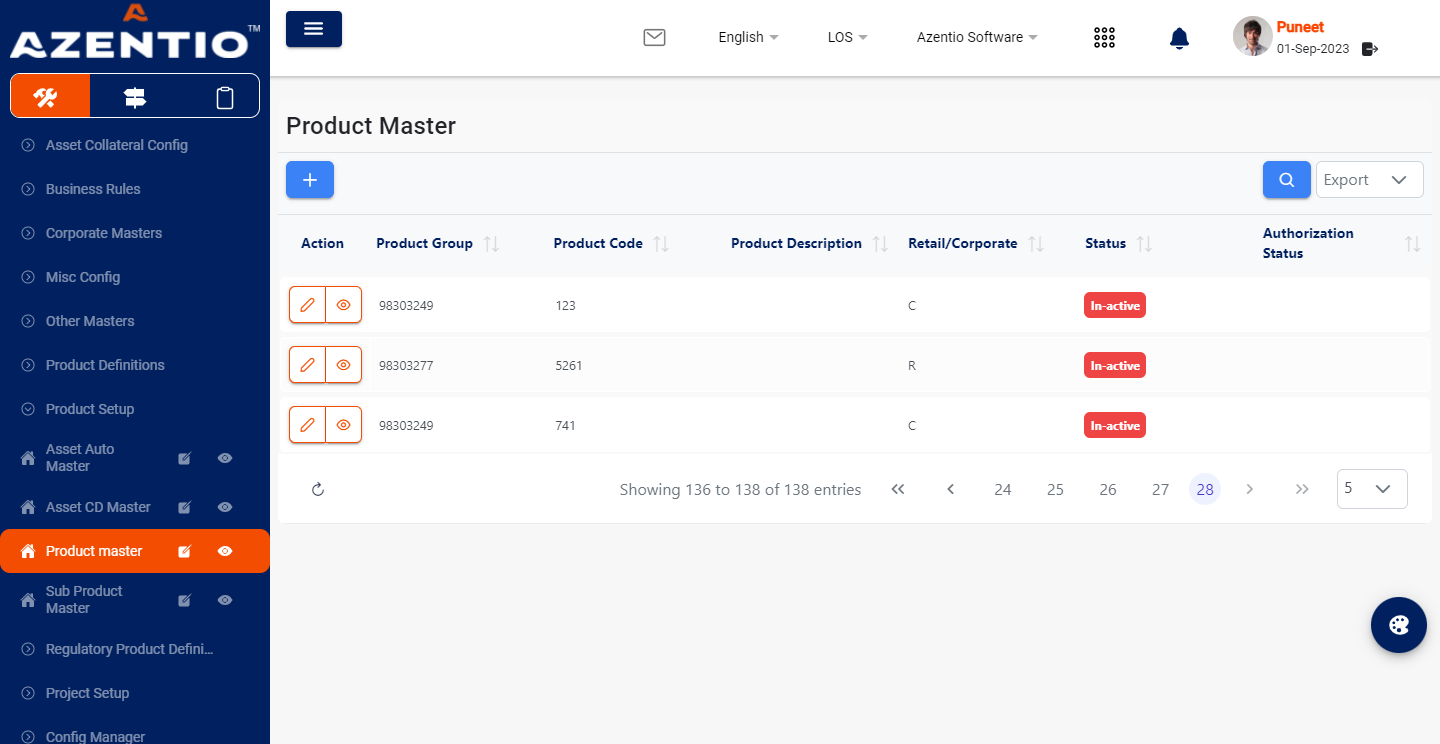 AZENTIO™
English
LOS
Azentio Software
Puneet
01-Sep-2023
Asset Collateral Config
Business Rules
Corporate Masters
Misc Config
Other Masters
Product Definitions
Product Setup
Asset Auto
Master
Asset CD Master
Product master
Sub Product
Master
Regulatory Product Defini...
Project Setup
Config Manager
Product Master
Export
Action Product Group Product Code Product Description Retail/Corporate Status Authorization
Status
98303249 123 C In-active
98303277 5261 R In-active
98303249 741 C In-active
Showing 136 to 138 of 138 entries 24 25 26 27 28 5